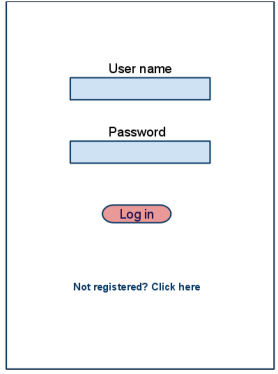 User name
Password
Log in
Not registered? Click here